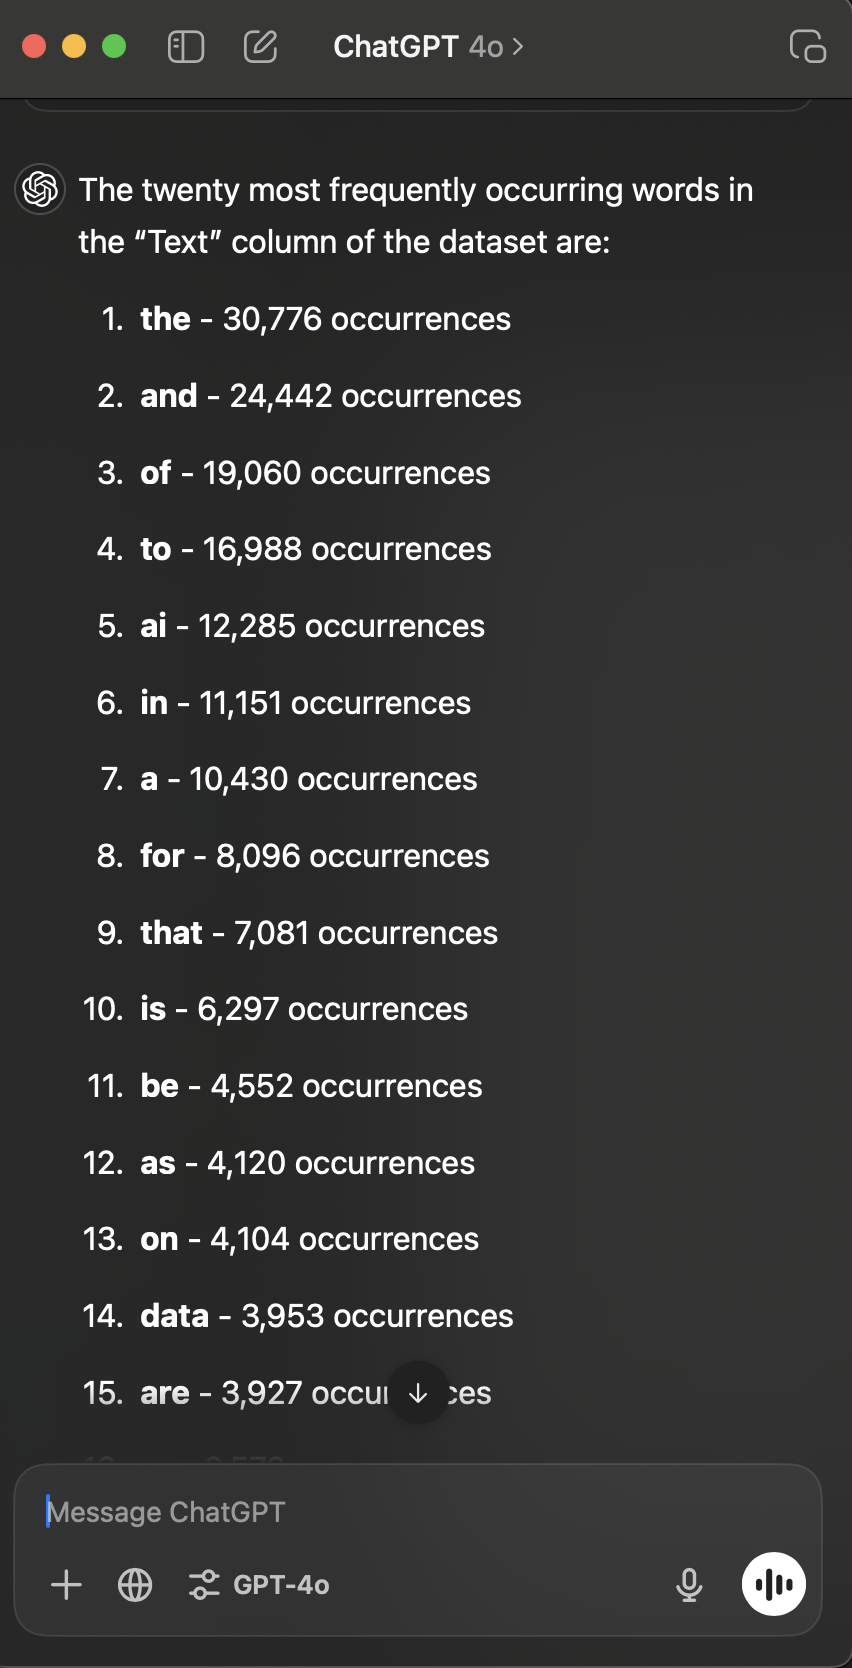 ChatGPT 4o >
The twenty most frequently occurring words in
the “Text” column of the dataset are:
1. the - 30,776 occurrences
2. and - 24,442 occurrences
3. of - 19,060 occurrences
4. to - 16,988 occurrences
5. ai - 12,285 occurrences
6. in - 11,151 occurrences
7. a - 10,430 occurrences
8. for - 8,096 occurrences
9. that - 7,081 occurrences
10. is - 6,297 occurrences
11. be - 4,552 occurrences
12. as - 4,120 occurrences
13. on - 4,104 occurrences
14. data - 3,953 occurrences
15. are - 3,927
Message ChatGPT
GPT-4o